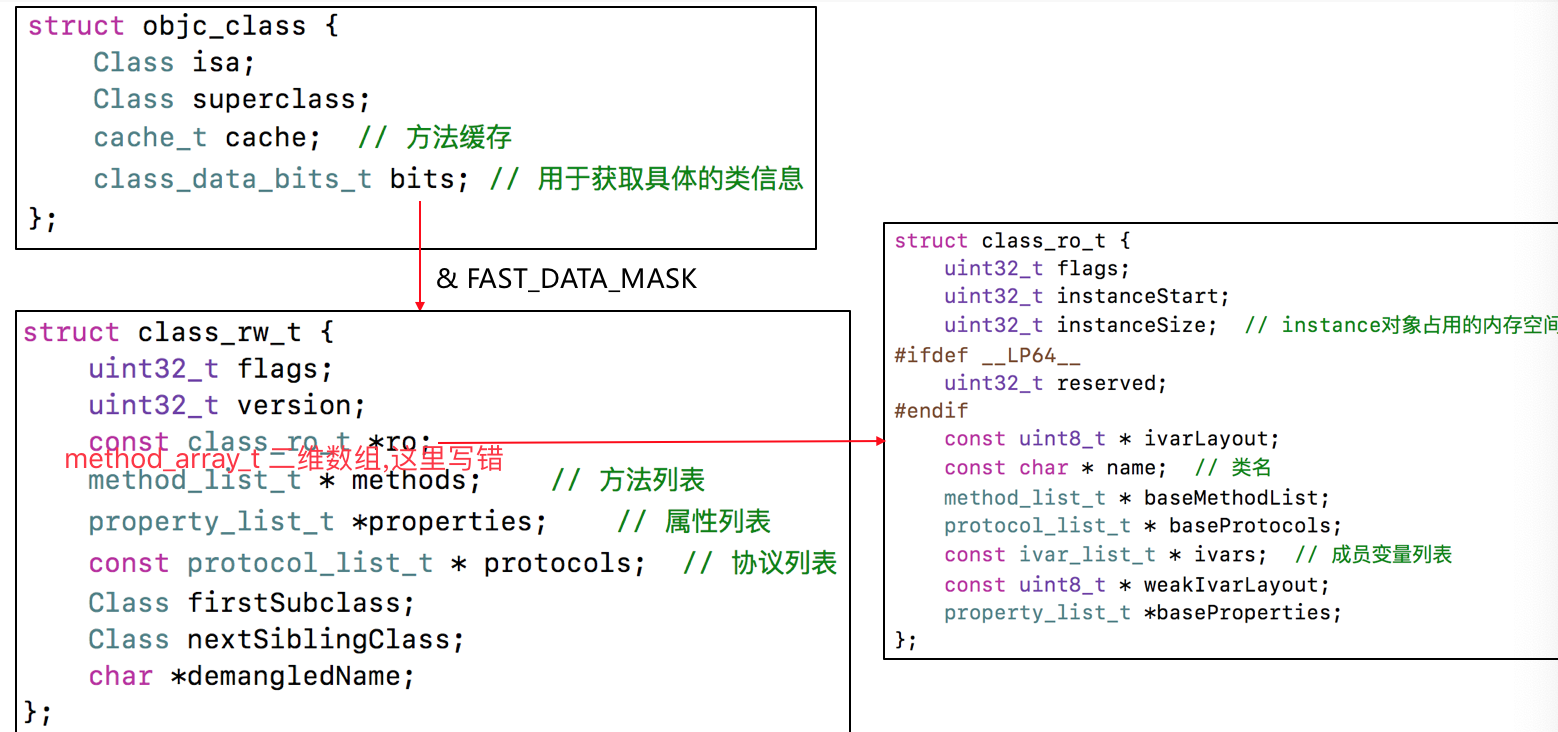 struct objc_class {
Class isa;
Class superclass;
cache_t cache; // 方法缓存
class_data_bits_t bits; // 用于获取具体的类信息
};
& FAST_DATA_MASK
struct class_rw_t {
uint32_t flags;
uint32_t version;
const class_ro_t *ro;
method_array_t 二维数组,这里写错
method_list_t * methods; // 方法列表
property_list_t *properties; // 属性列表
const protocol_list_t * protocols; // 协议列表
Class firstSubclass;
Class nextSiblingClass;
char *demangledName;
};
struct class_ro_t {
uint32_t flags;
uint32_t instanceStart;
uint32_t instanceSize; // instance对象占用的内存空间
#ifdef __LP64__
uint32_t reserved;
#endif
const uint8_t * ivarLayout;
const char * name; // 类名
method_list_t * baseMethodList;
protocol_list_t * baseProtocols;
const ivar_list_t * ivars; // 成员变量列表
const uint8_t * weakIvarLayout;
property_list_t *baseProperties;
};